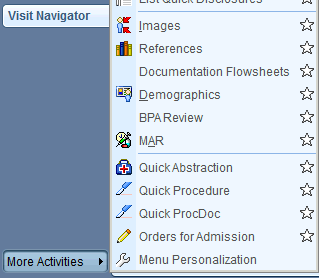 List Quick Disclosures
Visit Navigator
Images
References
Documentation Flowsheets
Demographics
BPA Review
MAR
Quick Abstraction
Quick Procedure
Quick ProcDoc
Orders for Admission
More Activities
Menu Personalization